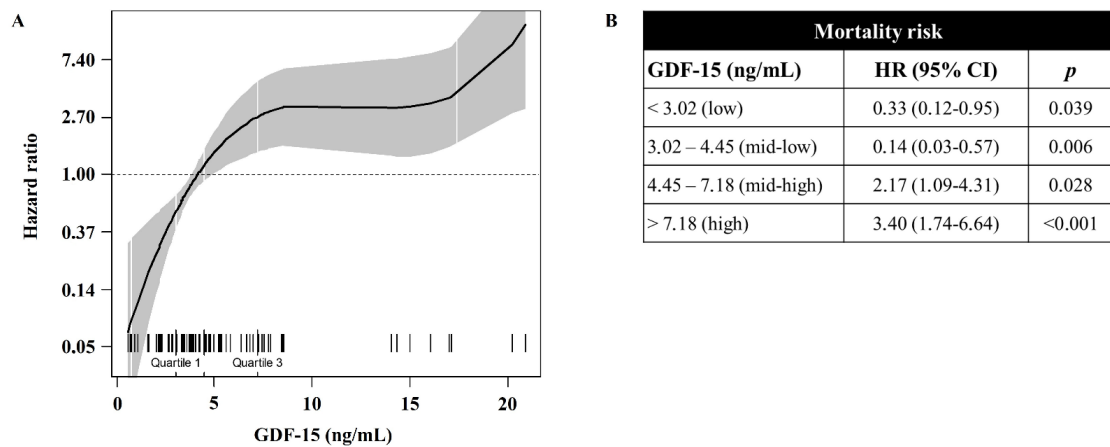 A
Hazard ratio
7.40
2.70
1.00
0.37
0.14
0.05
Quartile 1
Quartile 3
0
5
10
15
20
GDF-15 (ng/mL)
B
Mortality risk
GDF-15 (ng/mL) HR (95% CI) p
< 3.02 (low) 0.33 (0.12-0.95) 0.039
3.02 – 4.45 (mid-low) 0.14 (0.03-0.57) 0.006
4.45 – 7.18 (mid-high) 2.17 (1.09-4.31) 0.028
> 7.18 (high) 3.40 (1.74-6.64) <0.001